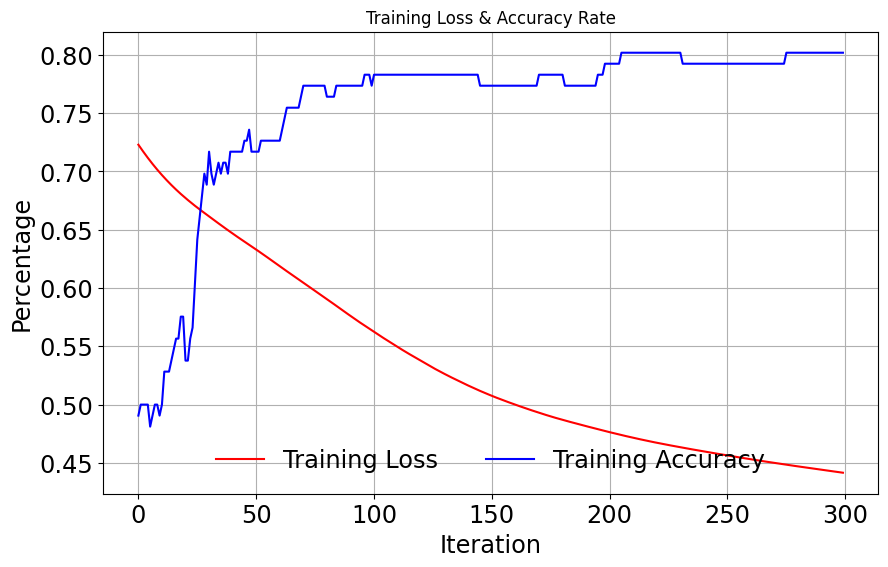 Training Loss & Accuracy Rate
Percentage
0.80
0.75
0.70
0.65
0.60
0.55
0.50
0.45
Training Loss
Training Accuracy
0 50 100 150 200 250 300
Iteration